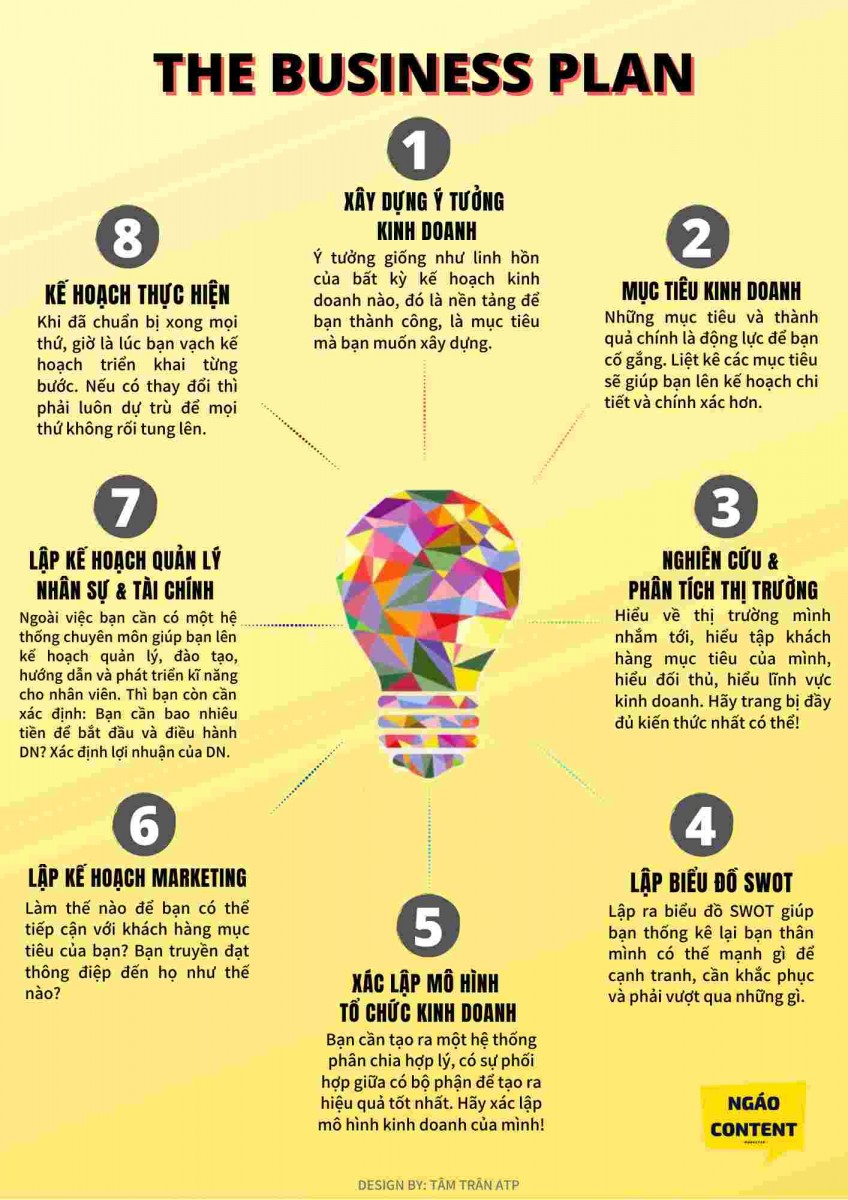 THE BUSINESS PLAN
1
XÂY DỰNG Ý TƯỞNG
KINH DOANH
Ý tưởng giống như linh hồn
của bất kỳ kế hoạch kinh
doanh nào, đó là nền tảng để
bạn thành công, là mục tiêu
mà bạn muốn xây dựng.
2
MỤC TIÊU KINH DOANH
Những mục tiêu và thành
quả chính là động lực để bạn
cố gắng. Liệt kê các mục tiêu
sẽ giúp bạn lên kế hoạch chi
tiết và chính xác hơn.
3
NGHIÊN CỨU &
PHÂN TÍCH THỊ TRƯỜNG
Hiểu về thị trường mình
nhắm tới, hiểu tập khách
hàng mục tiêu của mình,
hiểu đối thủ, hiểu lĩnh vực
kinh doanh. Hãy trang bị đầy
đủ kiến thức nhất có thể!
4
LẬP BIỂU ĐỒ SWOT
Lập ra biểu đồ SWOT giúp
bạn thống kê lại bạn thân
mình có thế mạnh gì để
cạnh tranh, cần khắc phục
và phải vượt qua những gì.
5
XÁC LẬP MÔ HÌNH
TỔ CHỨC KINH DOANH
Bạn cần tạo ra một hệ thống
phân chia hợp lý, có sự phối
hợp giữa có bộ phận để tạo ra
hiệu quả tốt nhất. Hãy xác lập
mô hình kinh doanh của mình!
6
LẬP KẾ HOẠCH MARKETING
Làm thế nào để bạn có thể
tiếp cận với khách hàng mục
tiêu của bạn? Bạn truyền đạt
thông điệp đến họ như thế
nào?
7
LẬP KẾ HOẠCH QUẢN LÝ
NHÂN SỰ & TÀI CHÍNH
Ngoài việc bạn cần có một hệ
thống chuyên môn giúp bạn lên
kế hoạch quản lý, đào tạo,
hướng dẫn và phát triển kĩ năng
cho nhân viên. Thì bạn còn cần
xác định: Bạn cần bao nhiêu
tiền để bắt đầu và điều hành
DN? Xác định lợi nhuận của DN.
8
KẾ HOẠCH THỰC HIỆN
Khi đã chuẩn bị xong mọi
thứ, giờ là lúc bạn vạch kế
hoạch triển khai từng
bước. Nếu có thay đổi thì
phải luôn dự trù để mọi
thứ không rối tung lên.
NGÁO
CONTENT
DESIGN BY: TÂM TRẦN ATP